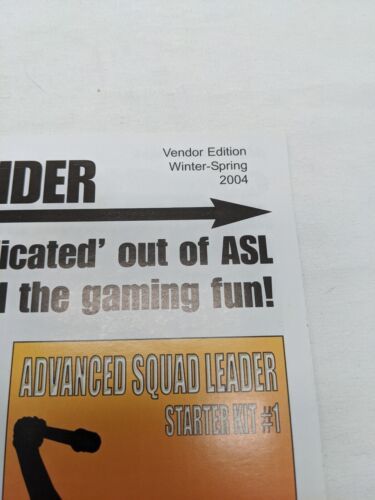 Vendor Edition
Winter-Spring
2004
IDER
icated' out of ASL
the gaming fun!
ADVANCED SQUAD LEADER
STARTER KIT #1